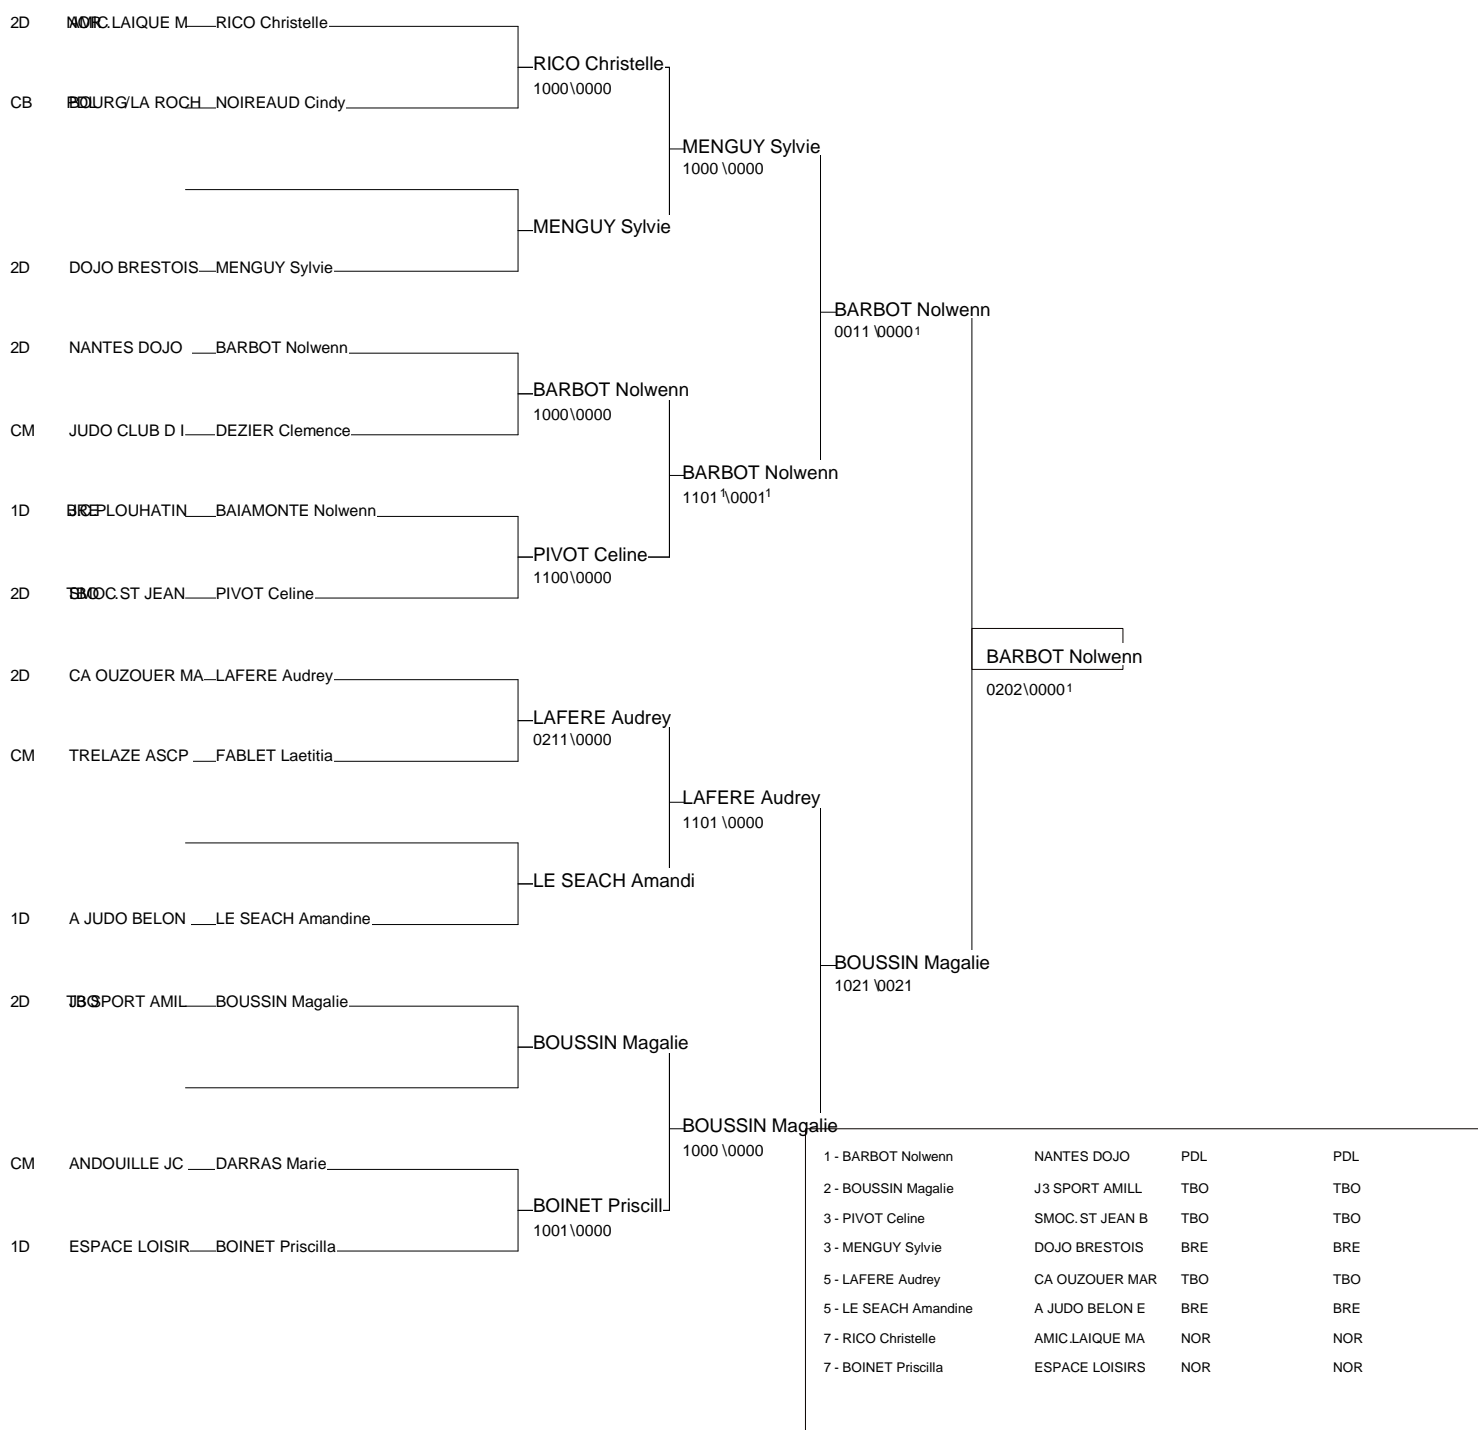 2D AMIC.LAIQUE M RICO Christelle
RICO Christelle
1000\0000
CB BOURG/LA ROCH NOIREAUD Cindy
MENGUY Sylvie
1000 \0000
MENGUY Sylvie
2D DOJO BRESTOIS MENGUY Sylvie
BARBOT Nolwenn
0011 \0000 1
2D NANTES DOJO BARBOT Nolwenn
BARBOT Nolwenn
1000\0000
CM JUDO CLUB D I DEZIER Clemence
BARBOT Nolwenn
1101 1\0001 1
1D PLOUHATIN BAIAMONTE Nolwenn
PIVOT Celine
1100\0000
2D SMOC.ST JEAN PIVOT Celine
BARBOT Nolwenn
0202\0000 1
2D CA OUZOUER MA LAFERE Audrey
LAFERE Audrey
0211\0000
CM TRELAZE ASCP FABLET Laetitia
LAFERE Audrey
1101 \0000
LE SEACH Amandi
1D A JUDO BELON LE SEACH Amandine
BOUSSIN Magalie
1021 \0021
2D J3 SPORT AMIL BOUSSIN Magalie
BOUSSIN Magalie
BOUSSIN Magalie
1000 \0000
CM ANDOUILLE JC DARRAS Marie
BOINET Priscill
1001\0000
1D ESPACE LOISIR BOINET Priscilla
1 - BARBOT Nolwenn NANTES DOJO PDL PDL
2 - BOUSSIN Magalie J3 SPORT AMILL TBO TBO
3 - PIVOT Celine SMOC.ST JEAN B TBO TBO
3 - MENGUY Sylvie DOJO BRESTOIS BRE BRE
5 - LAFERE Audrey CA OUZOUER MAR TBO TBO
5 - LE SEACH Amandine A JUDO BELON E BRE BRE
7 - RICO Christelle AMIC.LAIQUE MA NOR NOR
7 - BOINET Priscilla ESPACE LOISIRS NOR NOR